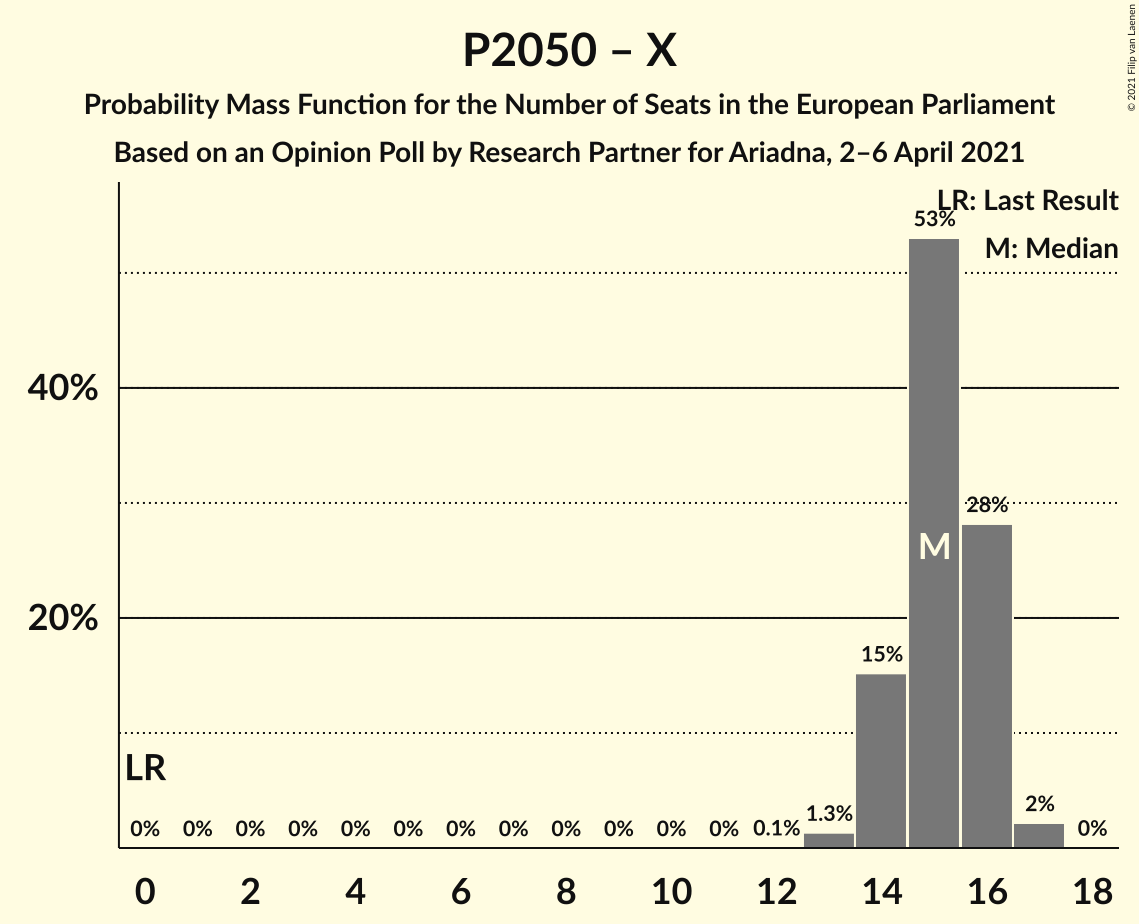 P2050 – X
Probability Mass Function for the Number of Seats in the European Parliament
Based on an Opinion Poll by Research Partner for Ariadna, 2–6 April 2021
© 2021 Filip van Laenen
LR: Last Result
M: Median
53%
40%
28%
M
20%
15%
LR
0% 0% 0% 0% 0% 0% 0% 0% 0% 0% 0% 0% 0.1% 1.3% 2% 0%
0 2 4 6 8 10 12 14 16 18